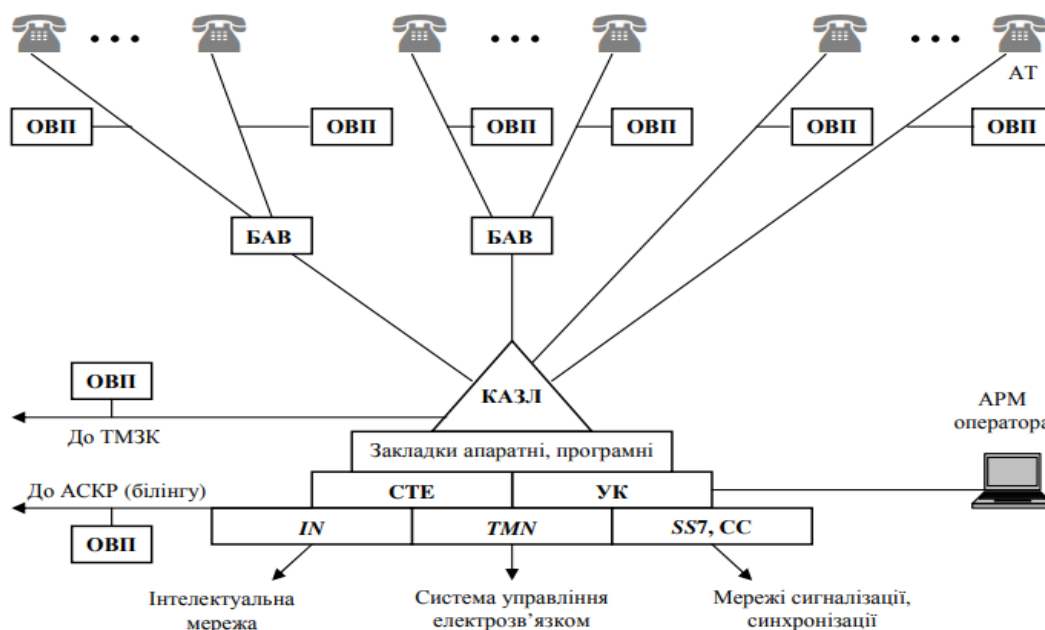 АТ
ОВП ОВП ОВП ОВП ОВП ОВП
БАВ БАВ
ОВП
КАЗЛ
АРМ
оператора
До ТМЗК
Закладки апаратні, програмні
До АСКР (білінгу)
СТЕ УК
ОВП
IN TMN SS7, СС
Інтелектуальна
мережа
Система управління
електрозв’язком
Мережі сигналізації,
синхронізації